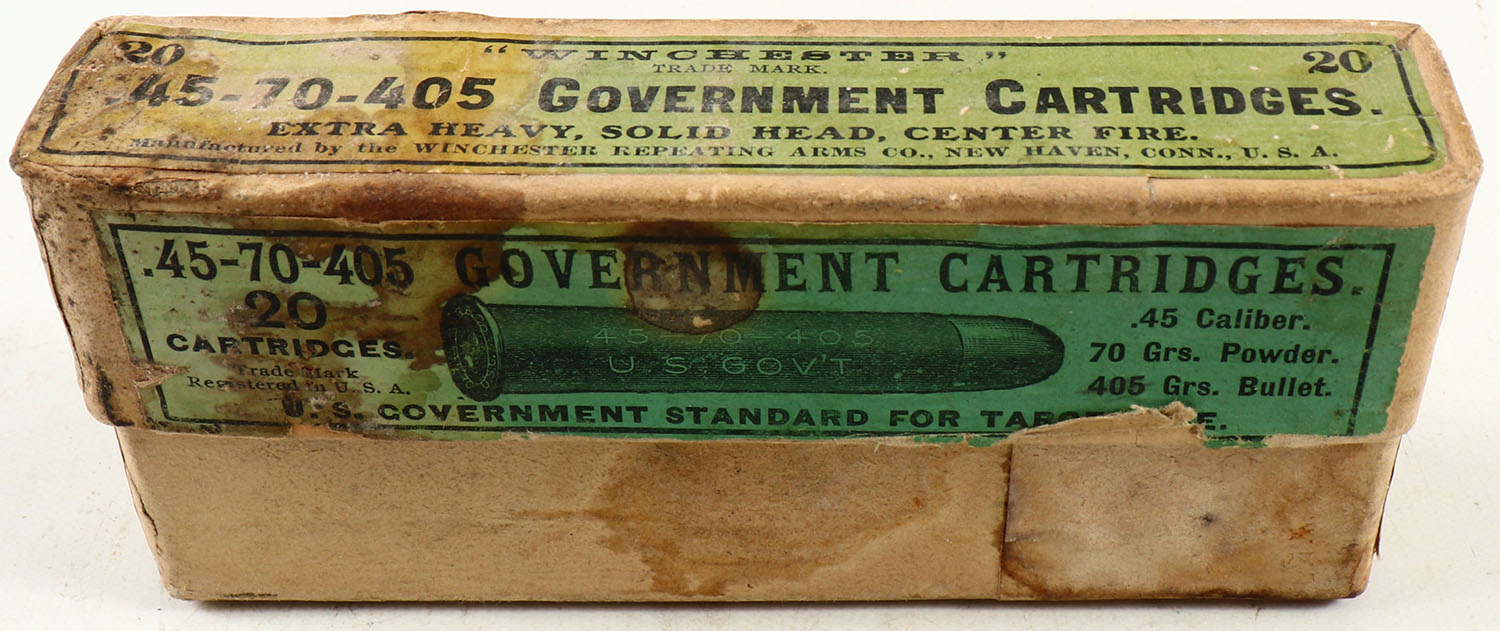 20 "WINCHESTER" 20
TRADE MARK.
.45-70-405 GOVERNMENT CARTRIDGES.
EXTRA HEAVY, SOLID HEAD, CENTER FIRE.
Manufactured by the WINCHESTER REPEATING ARMS CO., NEW HAVEN, CONN., U. S. A.
.45-70-405 GOVERNMENT CARTRIDGES.
20
CARTRIDGES.
Trade Mark
Registered in U. S. A.
.45-70-405
U.S. GOV'T
.45 Caliber.
70 Grs. Powder.
405 Grs. Bullet.
U. S. GOVERNMENT STANDARD FOR